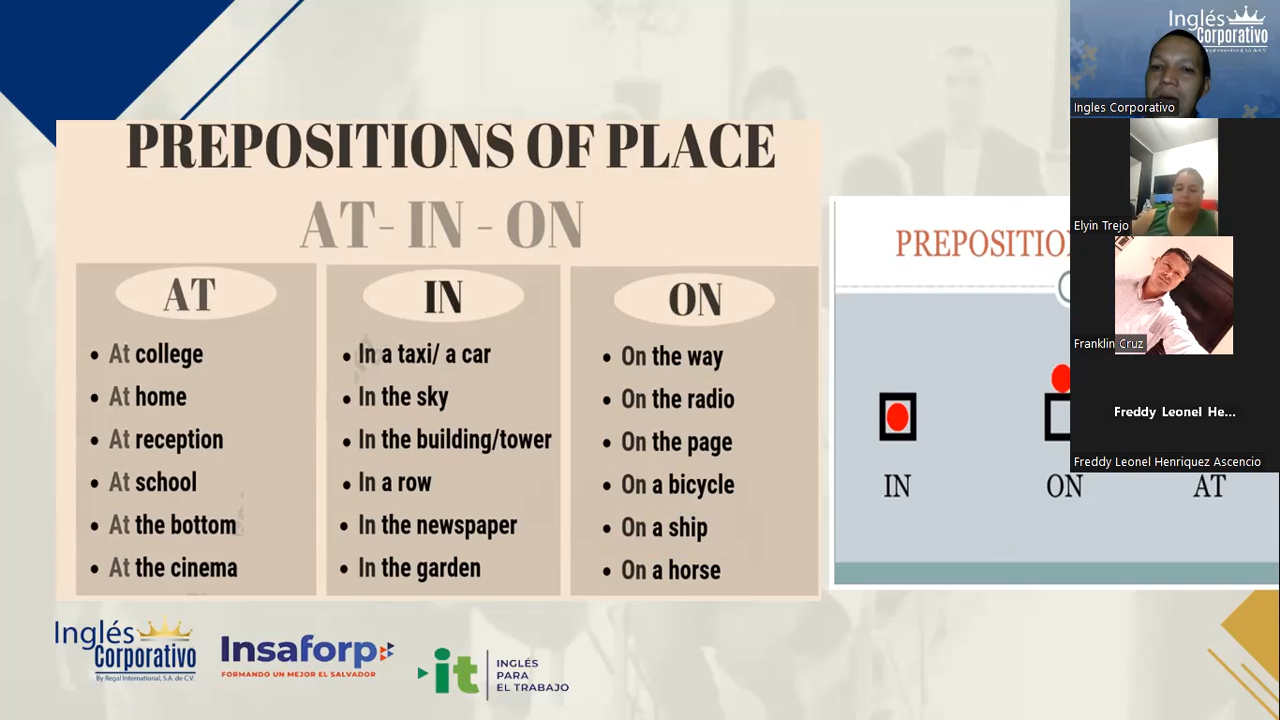 PREPOSITIONS OF PLACE
AT- IN - ON
AT
• At college
• At home
• At reception
• At school
• At the bottom
• At the cinema
IN
• In a taxi/ a car
• In the sky
• In the building/tower
• In a row
• In the newspaper
• In the garden
ON
• On the way
• On the radio
• On the page
• On a bicycle
• On a ship
• On a horse
PREPOSITIO
IN
ON
AT
Inglés
Corporativo
Ingles Corporativo
Elyin Trejo
Franklin Cruz
Freddy Leonel He...
Freddy Leonel Henriquez Ascencio
Inglés
Corporativo
By Regal International, S.A. de C.V.
Insaforp
FORMANDO UN MEJOR EL SALVADOR
it
INGLÉS
PARA
EL TRABAJO